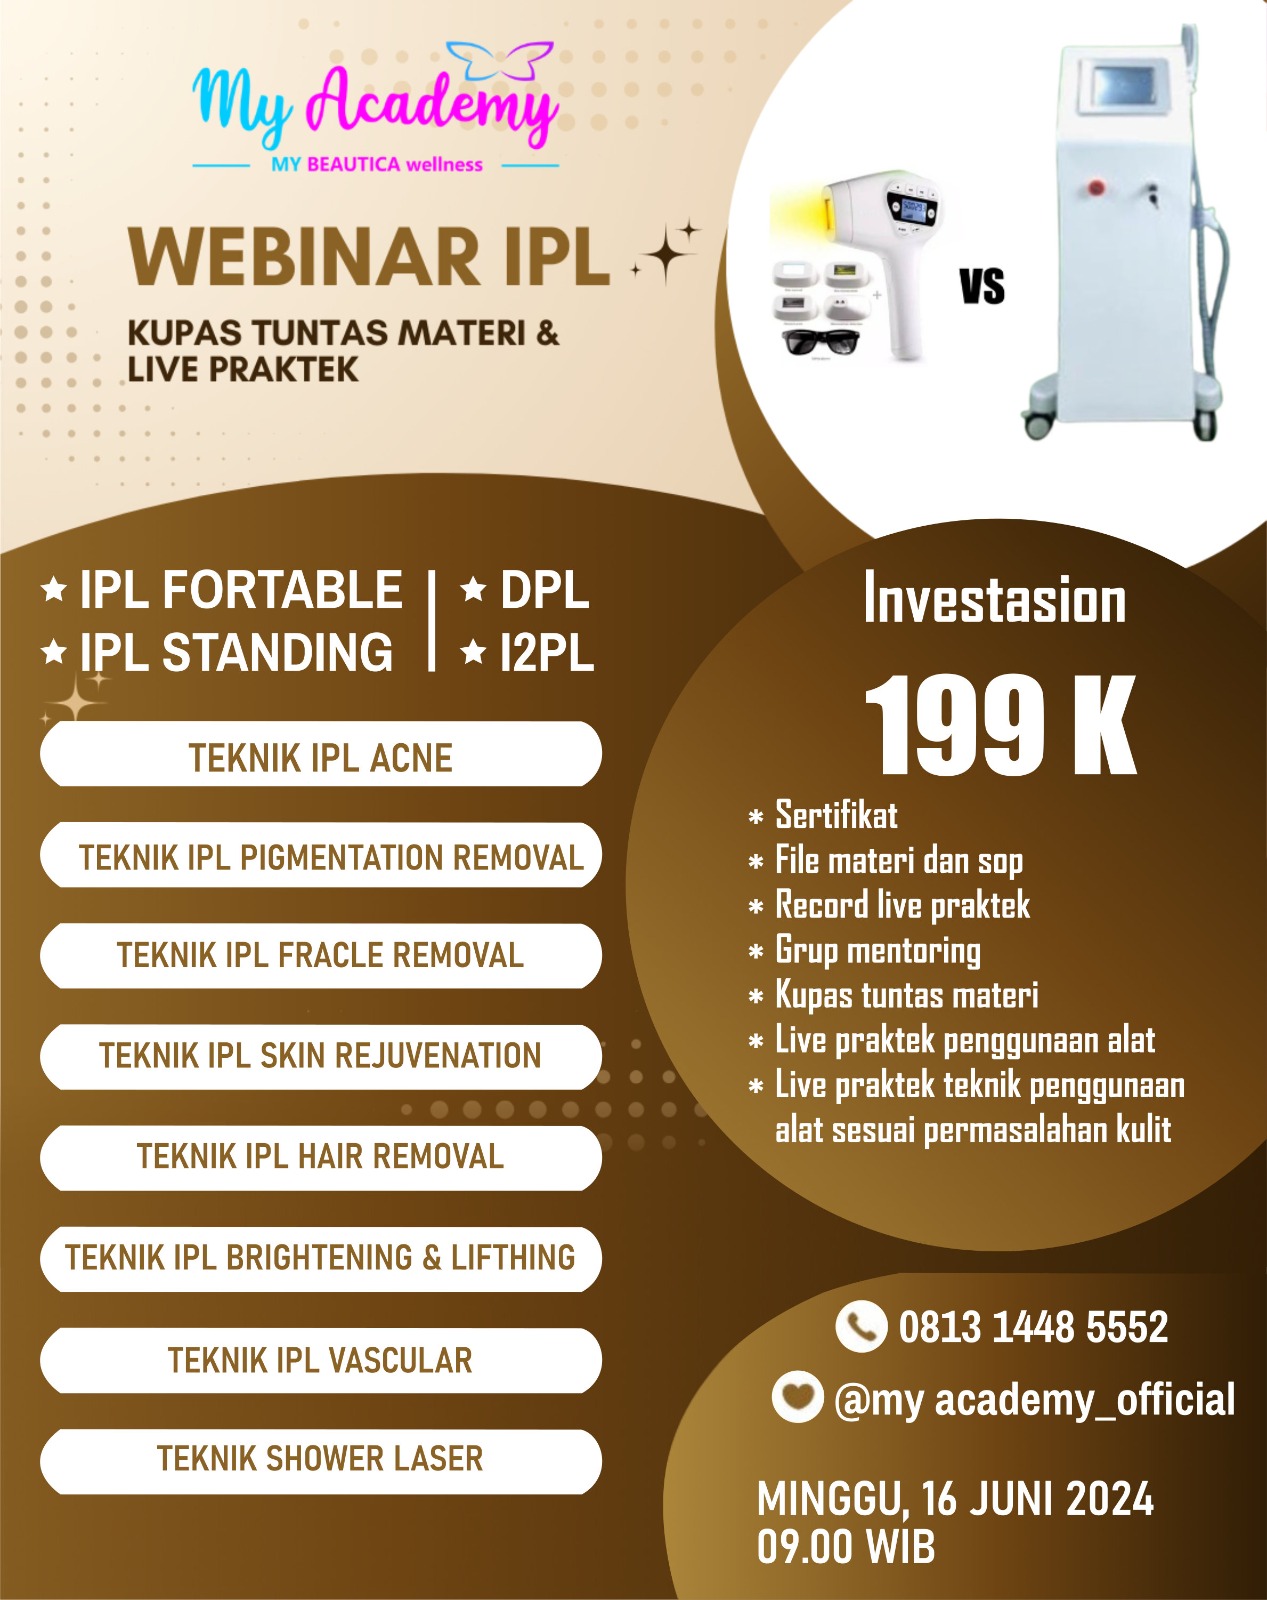 My Academy
MY BEAUTICA wellness
WEBINAR IPL
KUPAS TUNTAS MATERI &
LIVE PRAKTEK
VS
★ IPL FORTABLE
★ IPL STANDING
★ DPL
★ I2PL
TEKNIK IPL ACNE
TEKNIK IPL PIGMENTATION REMOVAL
TEKNIK IPL FRACLE REMOVAL
TEKNIK IPL SKIN REJUVENATION
TEKNIK IPL HAIR REMOVAL
TEKNIK IPL BRIGHTENING & LIFTHING
TEKNIK IPL VASCULAR
TEKNIK SHOWER LASER
Investasion
199 K
* Sertifikat
* File materi dan sop
* Record live praktek
* Grup mentoring
* Kupas tuntas materi
* Live praktek penggunaan alat
* Live praktek teknik penggunaan
alat sesuai permasalahan kulit
0813 1448 5552
@my academy_official
MINGGU, 16 JUNI 2024
09.00 WIB